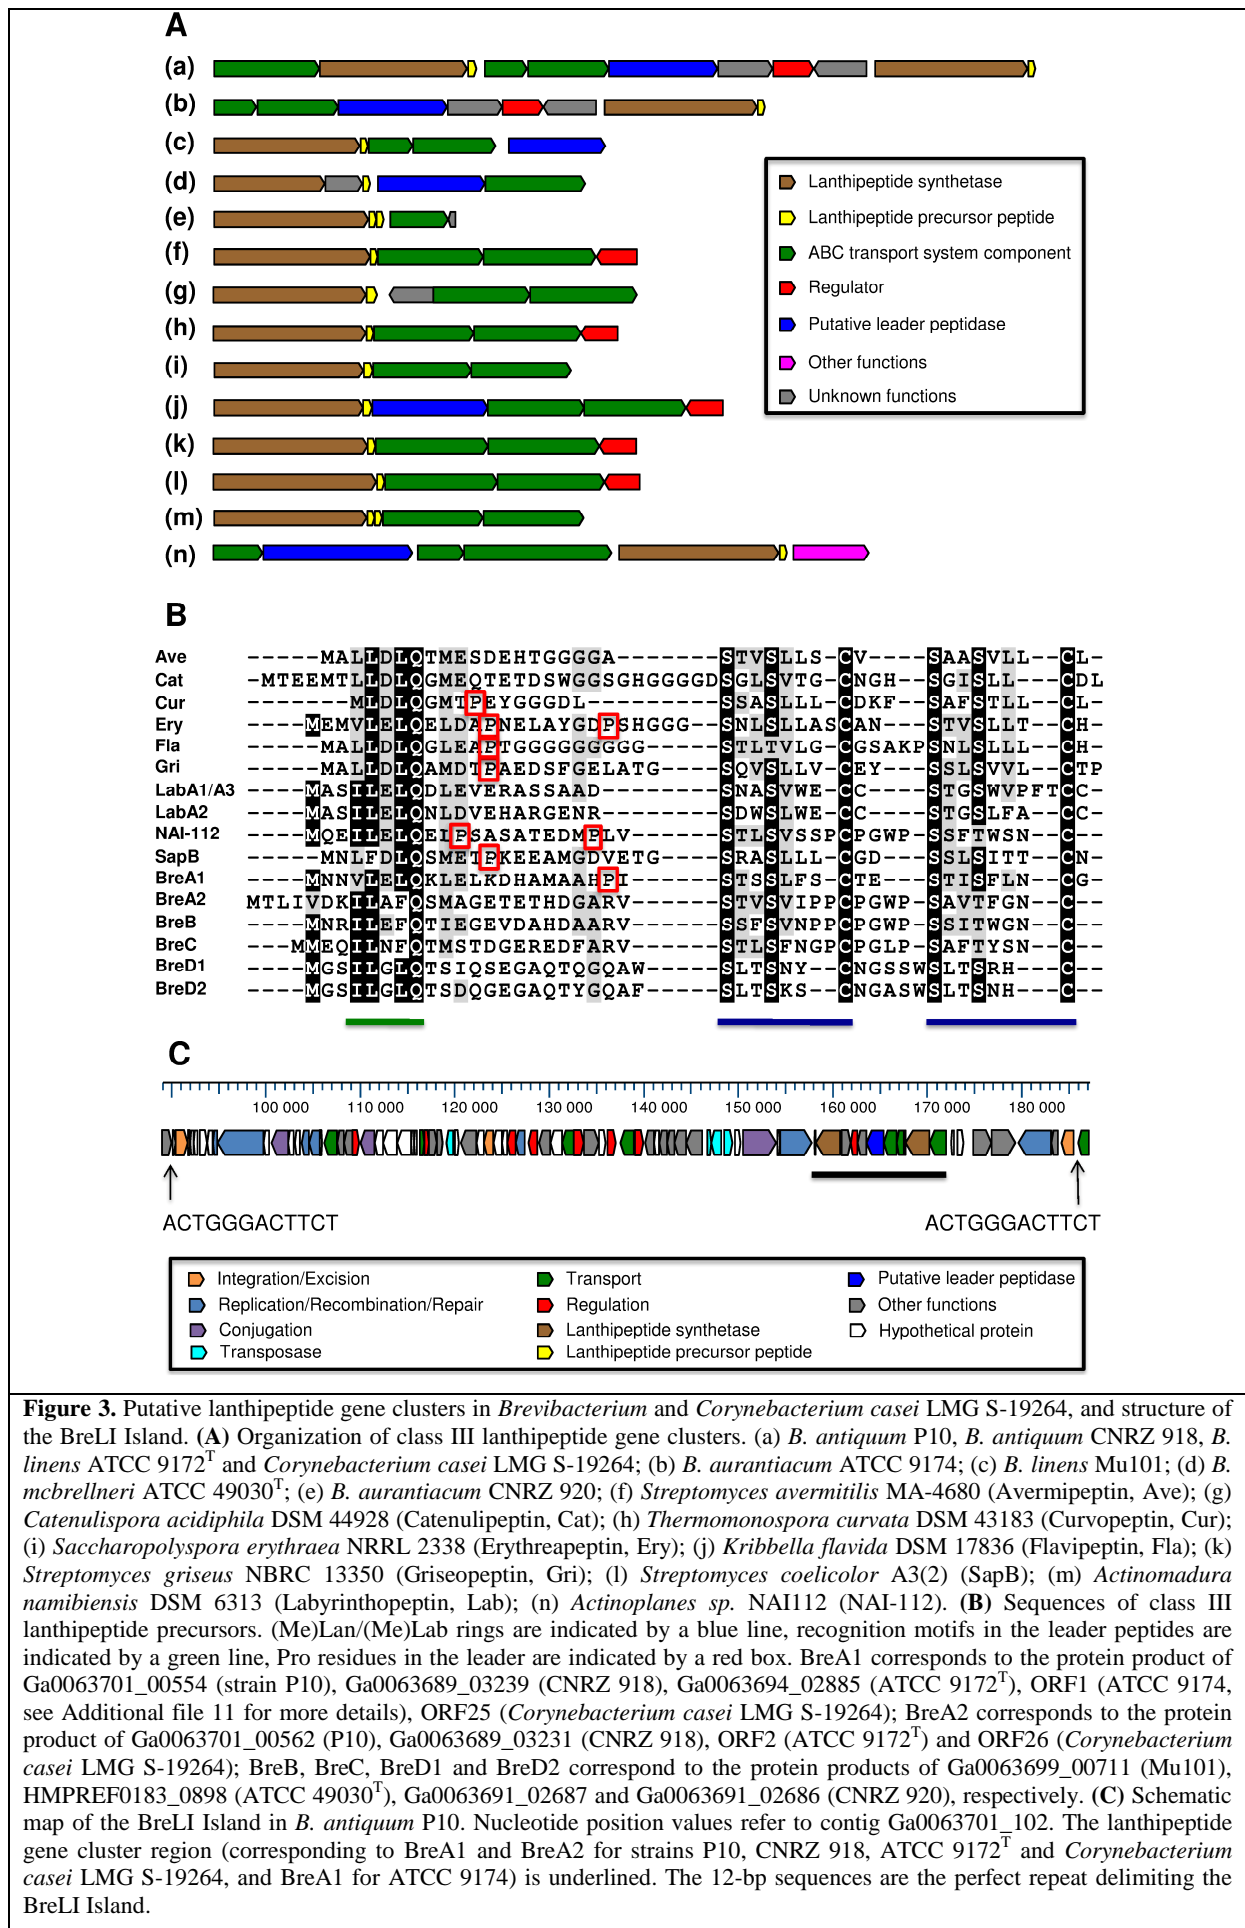 A
(a)
(b)
(c)
(d)
(e)
(f)
(g)
(h)
(i)
(j)
(k)
(l)
(m)
(n)
Lanthipeptide synthetase
Lanthipeptide precursor peptide
ABC transport system component
Regulator
Putative leader peptidase
Other functions
Unknown functions
B
Ave -----MALLDLQTMESDEHTGGGGA-------STVSLLS-CV----SAASVLL---CL-
Cat -MTEEMTLLDLQGMEQTETDSWGGSGHGGGGDSGLSVTG-CNGH--SGISLL----CDL
Cur -------MLDLQGMTPEYGGGDL---------SSASLLL-CDKF--SAFSTLL---CL-
Ery ----MEMVLELQELDAPNELAYGDPSHGGG--SNLSLLASCAN---STVSLLT---CH-
Fla -----MALLDLQGLEAPTGGGGGGGGG-----STLTVLG-CGSAKPSNLSLLL---CH-
Gri -----MALLDLQAMDTPAEDSFGELATG----SQVSLLV-CEY---SSLSVVL---CTP
LabA1/A3 ----MASILELQDLEVERASSAAD--------SNASVWE-CC----STGSWVPFTCC-
LabA2 ----MASILELQNLDVEHARGENR--------SDWSLWE-CC----STGSLFA---CC-
NAI-112 ----MQEILELQELPSASATEDMPLV------STLSVSSPCPGWP-SSFTWSN---C--
SapB -----MNLFDLQSMETPKEEAMGDVETG----SRASLLL-CGD---SSLSITT---CN-
BreA1 ----MNNVLELQKLELKDHAMAAHPI------STSSLFS-CTE---STISFLN---CG-
BreA2 MTLIVDKILAFQSMAGETETHDGARV------STVSVIPPCPGWP-SAVTFGN---C--
BreB ----MNRILEFQTIEGEVDAHDAARV------SSFSVNPPCPGWP-SSITWGN---C--
BreC ---MMEQILNFQTMSTDGEREDFARV------STLSFNGPCPGLP-SAFTYSN---C--
BreD1 ----MGSILGLQTSIQSEGAQTQGQAW-----SLTSNY--CNGSSWSLTSRH----C--
BreD2 ----MGSILGLQTSDQGEGAQTYGQAF-----SLTSKS--CNGASWSLTSNH----C--
C
100 000 110 000 120 000 130 000 140 000 150 000 160 000 170 000 180 000
ACTGGGACTTCT ACTGGGACTTCT
Integration/Excision Transport Putative leader peptidase
Replication/Recombination/Repair Regulation Other functions
Conjugation Lanthipeptide synthetase Hypothetical protein
Transposase Lanthipeptide precursor peptide
Figure 3. Putative lanthipeptide gene clusters in Brevibacterium and Corynebacterium casei LMG S-19264, and structure of
the BreLI Island. (A) Organization of class III lanthipeptide gene clusters. (a) B. antiquum P10, B. antiquum CNRZ 918, B.
linens ATCC 9172T and Corynebacterium casei LMG S-19264; (b) B. aurantiacum ATCC 9174; (c) B. linens Mu101; (d) B.
mcbrellneri ATCC 49030T; (e) B. aurantiacum CNRZ 920; (f) Streptomyces avermitilis MA-4680 (Avermipeptin, Ave); (g)
Catenulispora acidiphila DSM 44928 (Catenulipeptin, Cat); (h) Thermomonospora curvata DSM 43183 (Curvopeptin, Cur);
(i) Saccharopolyspora erythraea NRRL 2338 (Erythreapeptin, Ery); (j) Kribbella flavida DSM 17836 (Flavipeptin, Fla); (k)
Streptomyces griseus NBRC 13350 (Griseopeptin, Gri); (l) Streptomyces coelicolor A3(2) (SapB); (m) Actinomadura
namibiensis DSM 6313 (Labyrinthopeptin, Lab); (n) Actinoplanes sp. NAI112 (NAI-112). (B) Sequences of class III
lanthipeptide precursors. (Me)Lan/(Me)Lab rings are indicated by a blue line, recognition motifs in the leader peptides are
indicated by a green line, Pro residues in the leader are indicated by a red box. BreA1 corresponds to the protein product of
Ga0063701_00554 (strain P10), Ga0063689_03239 (CNRZ 918), Ga0063694_02885 (ATCC 9172T), ORF1 (ATCC 9174,
see Additional file 11 for more details), ORF25 (Corynebacterium casei LMG S-19264); BreA2 corresponds to the protein
product of Ga0063701_00562 (P10), Ga0063689_03231 (CNRZ 918), ORF2 (ATCC 9172T) and ORF26 (Corynebacterium
casei LMG S-19264); BreB, BreC, BreD1 and BreD2 correspond to the protein products of Ga0063699_00711 (Mu101),
HMPREF0183_0898 (ATCC 49030T), Ga0063691_02687 and Ga0063691_02686 (CNRZ 920), respectively. (C) Schematic
map of the BreLI Island in B. antiquum P10. Nucleotide position values refer to contig Ga0063701_102. The lanthipeptide
gene cluster region (corresponding to BreA1 and BreA2 for strains P10, CNRZ 918, ATCC 9172T and Corynebacterium
casei LMG S-19264, and BreA1 for ATCC 9174) is underlined. The 12-bp sequences are the perfect repeat delimiting the
BreLI Island.